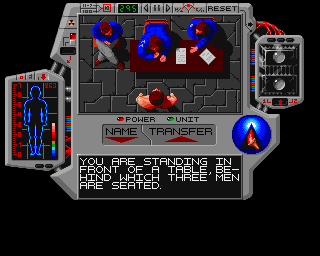 295
RESET
POWER UNIT
NAME TRANSFER
YOU ARE STANDING IN
FRONT OF A TABLE, BE-
HIND WHICH THREE MEN
ARE SEATED.